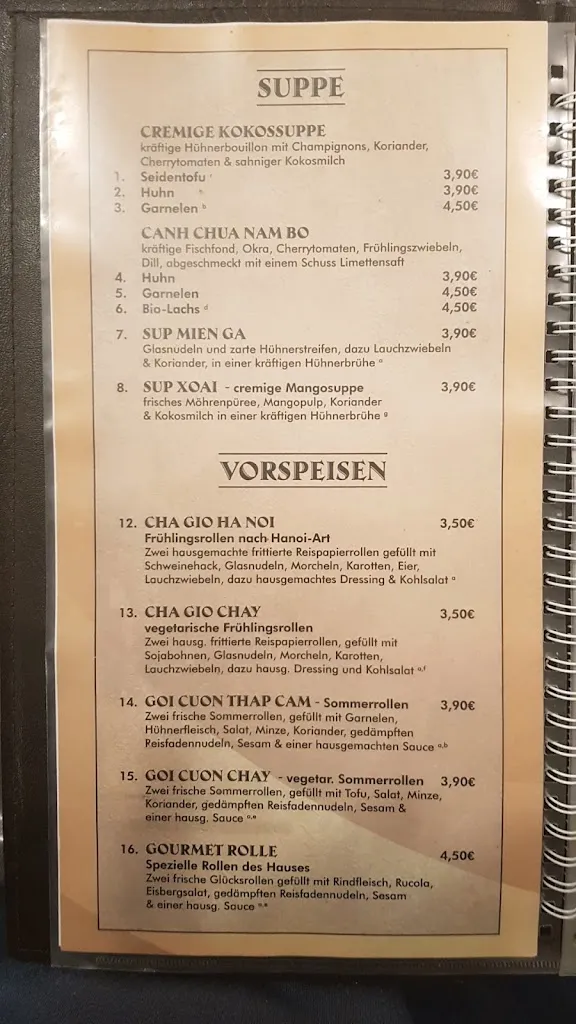 SUPPE
CREMIGE KOKOSSUPPE
kräftige Hühnerbouillon mit Champignons, Koriander,
Cherrytomaten & sahniger Kokosmilch
1. Seidentofu 3,90€
2. Huhn 3,90€
3. Garnelen b 4,50€
CANH CHUA NAM BO
kräftige Fischfond, Okra, Cherrytomaten, Frühlingszwiebeln,
Dill, abgeschmeckt mit einem Schuss Limettensaft
4. Huhn 3,90€
5. Garnelen 4,50€
6. Bio-Lachs d 4,50€
7. SUP MIEN GA 3,90€
Glasnudeln und zarte Hühnerstreifen, dazu Lauchzwiebeln
& Koriander, in einer kräftigen Hühnerbrühe a
8. SUP XOAI - cremige Mangosuppe 3,90€
frisches Möhrenpüree, Mangopulp, Koriander
& Kokosmilch in einer kräftigen Hühnerbrühe g
VORSPEISEN
12. CHA GIO HA NOI 3,50€
Frühlingsrollen nach Hanoi-Art
Zwei hausgemachte frittierte Reispapierrollen gefüllt mit
Schweinehack, Glasnudeln, Morcheln, Karotten, Eier,
Lauchzwiebeln, dazu hausgemachtes Dressing & Kohlsalat a
13. CHA GIO CHAY 3,50€
vegetarische Frühlingsrollen
Zwei hausg. frittierte Reispapierrollen, gefüllt mit
Sojabohnen, Glasnudeln, Morcheln, Karotten,
Lauchzwiebeln, dazu hausg. Dressing und Kohlsalat a,f
14. GOI CUON THAP CAM - Sommerrollen 3,90€
Zwei frische Sommerrollen, gefüllt mit Garnelen,
Hühnerfleisch, Salat, Minze, Koriander, gedämpften
Reisfadennudeln, Sesam & einer hausgemachten Sauce a,b
15. GOI CUON CHAY - vegetar. Sommerrollen 3,90€
Zwei frische Sommerrollen, gefüllt mit Tofu, Salat, Minze,
Koriander, gedämpften Reisfadennudeln, Sesam &
einer hausg. Sauce a,e
16. GOURMET ROLLE 4,50€
Spezielle Rollen des Hauses
Zwei frische Glücksrollen gefüllt mit Rindfleisch, Rucola,
Eisbergsalat, gedämpften Reisfadennudeln, Sesam
& einer hausg. Sauce a,e